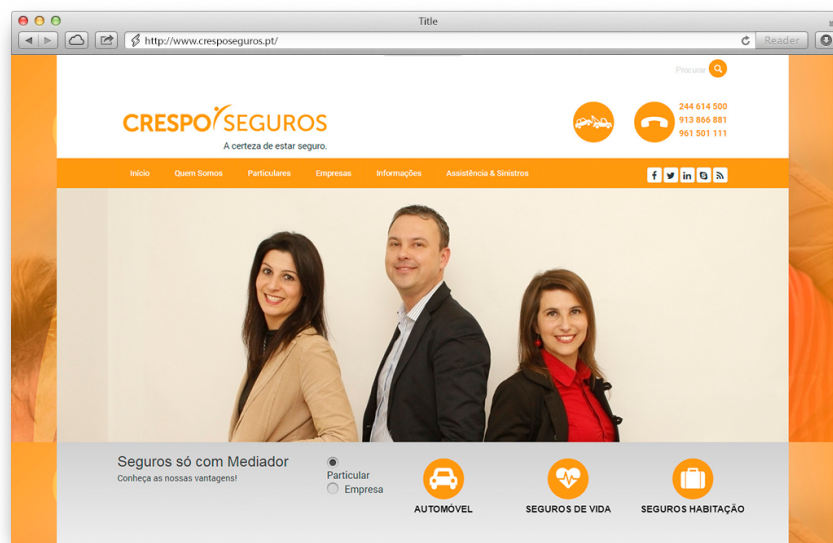 Title
http://www.cresposeguros.pt/
Reader
Procurar
CRESPO SEGUROS
A certeza de estar seguro.
244 614 500
913 866 881
961 501 111
Início Quem Somos Particulares Empresas Informações Assistência & Sinistros
Seguros só com Mediador
Conheça as nossas vantagens!
Particular
Empresa
AUTOMÓVEL SEGUROS DE VIDA SEGUROS HABITAÇÃO